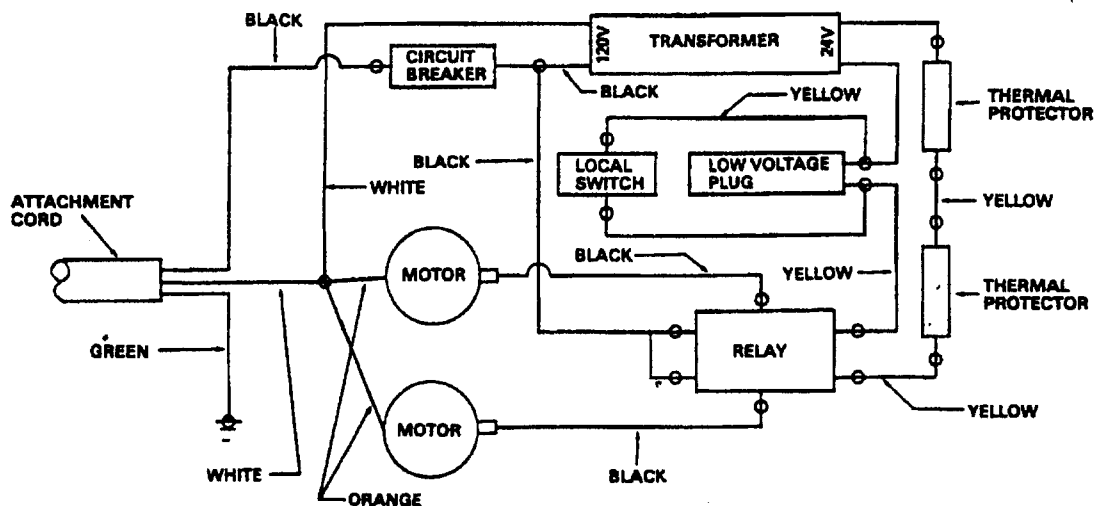 BLACK
120V
TRANSFORMER
24V
CIRCUIT
BREAKER
BLACK
YELLOW
THERMAL
PROTECTOR
BLACK
LOCAL
SWITCH
LOW VOLTAGE
PLUG
WHITE
YELLOW
ATTACHMENT
CORD
MOTOR
BLACK
YELLOW
THERMAL
PROTECTOR
GREEN
RELAY
YELLOW
MOTOR
WHITE
BLACK
ORANGE